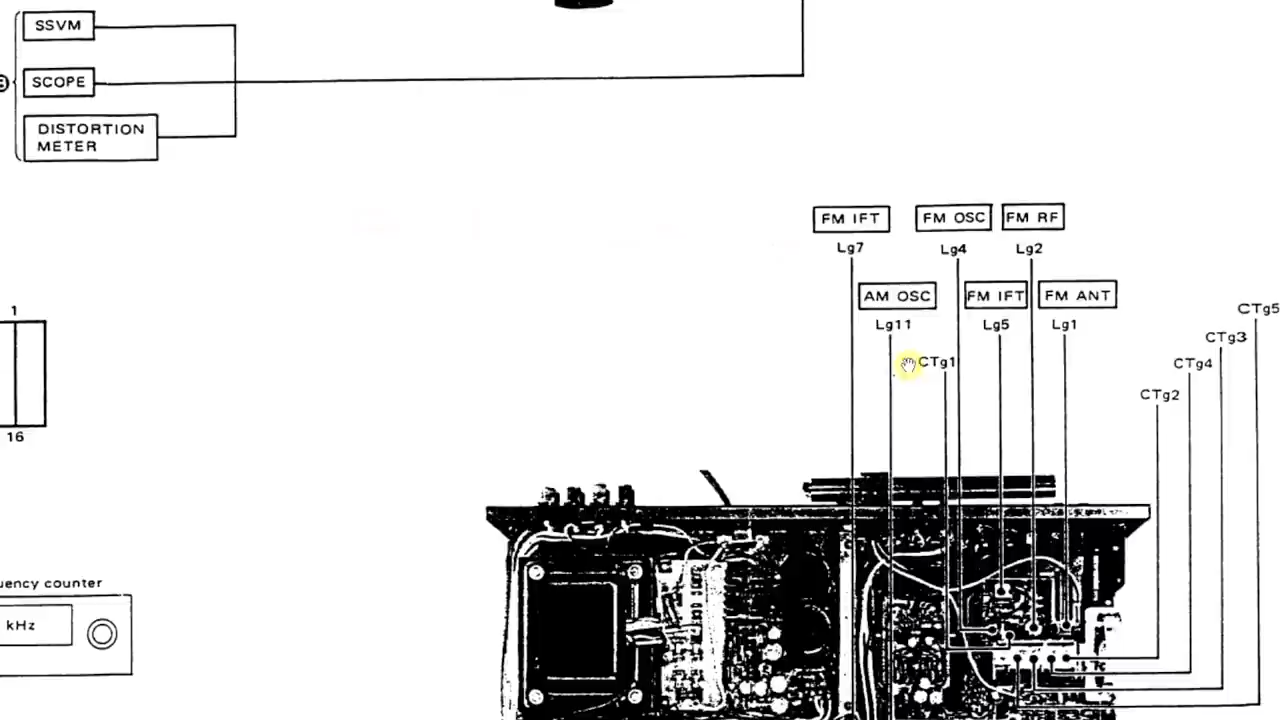 SSVM
SCOPE
DISTORTION
METER
FM IFT
FM OSC
FM RF
Lg7
Lg4
Lg2
AM OSC
FM IFT
FM ANT
Lg11
Lg5
Lg1
CTg5
CTg3
CTg1
CTg4
CTg2
1
16
uency counter
kHz